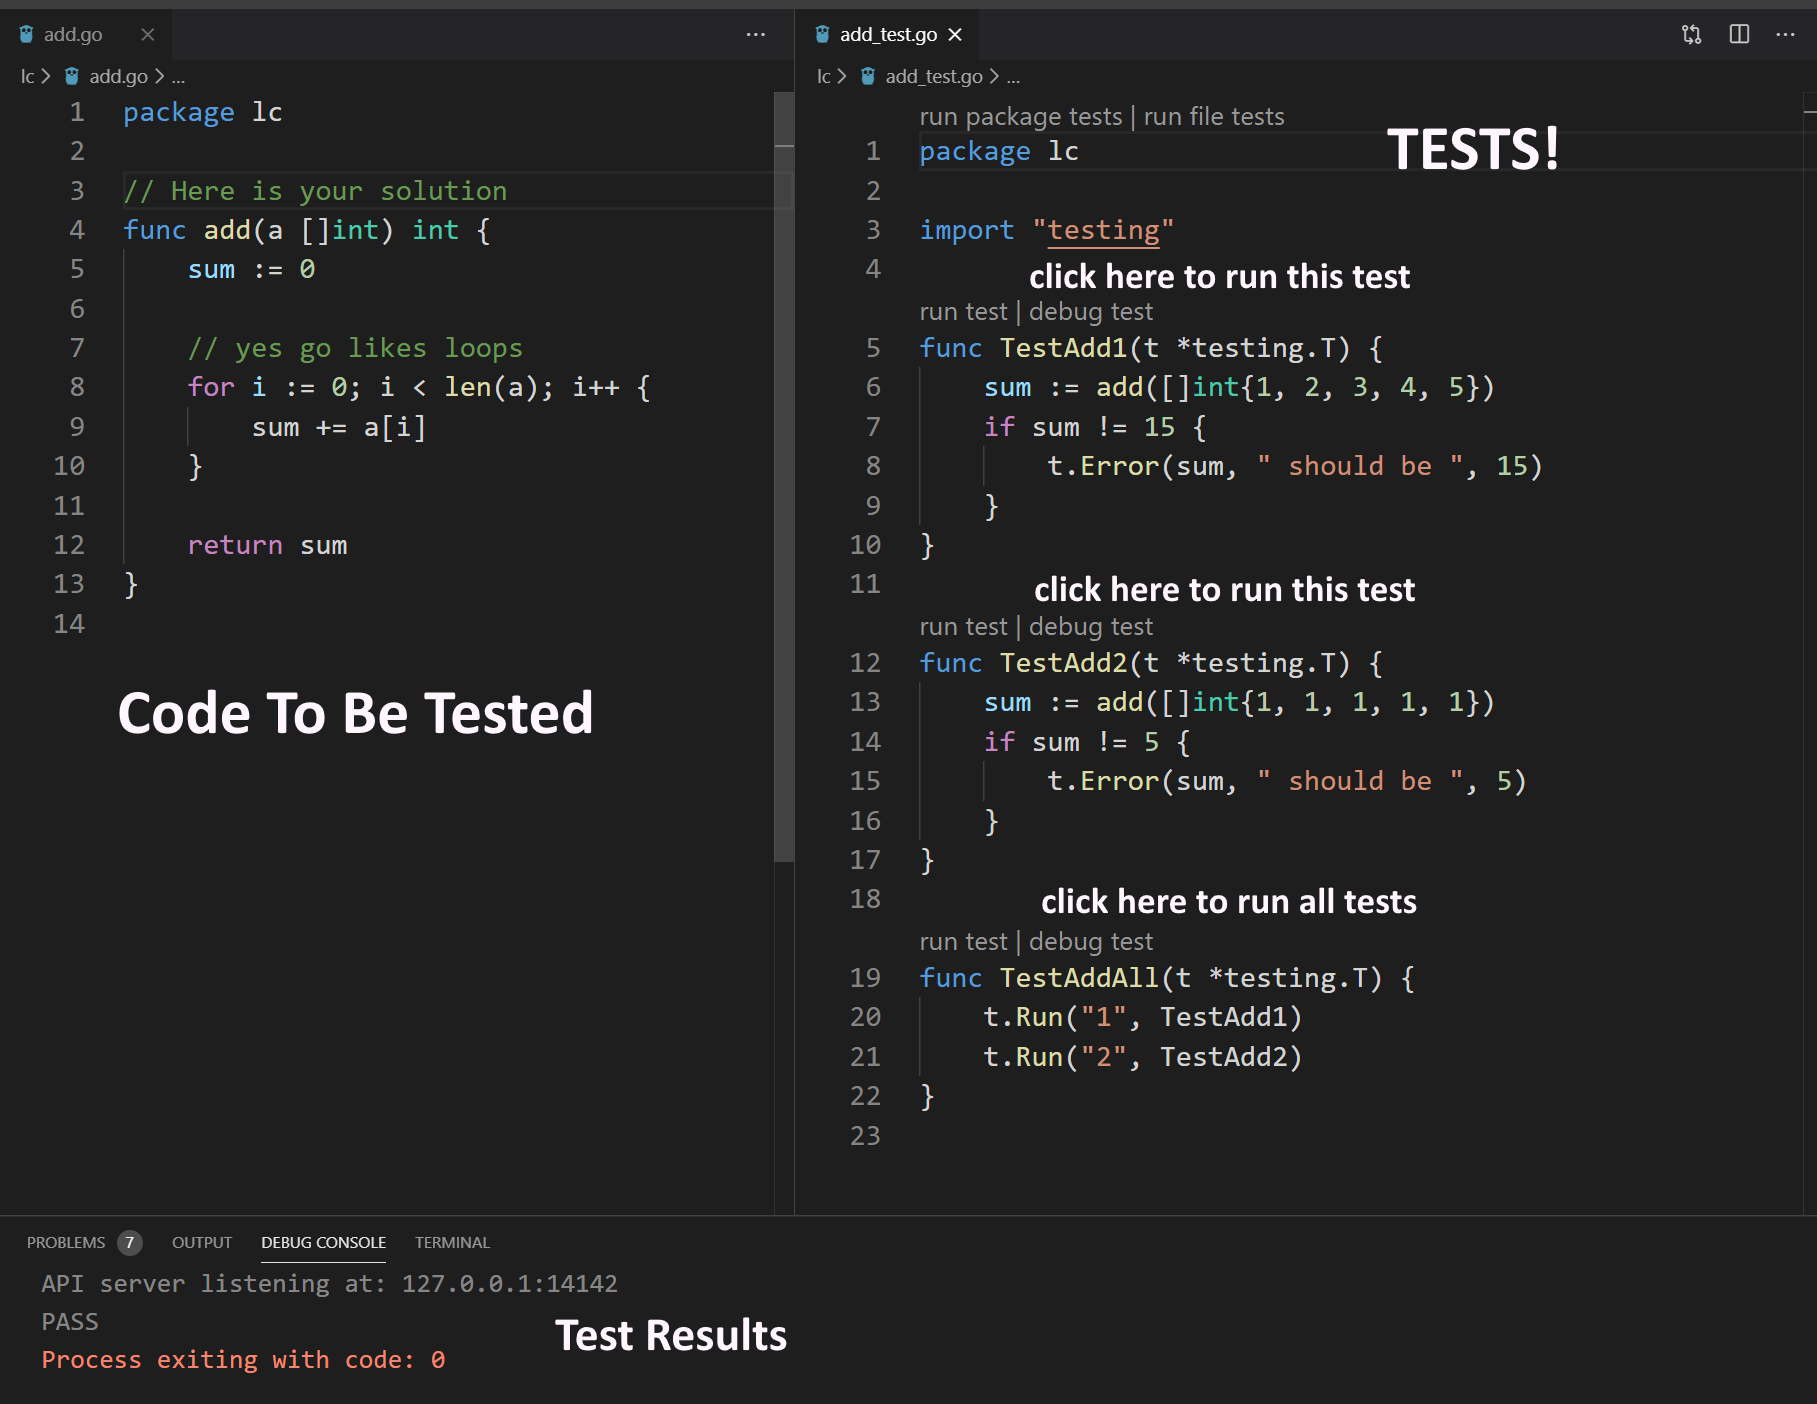 add.go
lc > add.go > ...
1 package lc
2
3 // Here is your solution
4 func add(a []int) int {
5     sum := 0
6
7     // yes go likes loops
8     for i := 0; i < len(a); i++ {
9         sum += a[i]
10     }
11
12     return sum
13 }
14
Code To Be Tested
add_test.go
lc > add_test.go > ...
run package tests | run file tests
TESTS!
1 package lc
2
3 import "testing"
4
click here to run this test
run test | debug test
5 func TestAdd1(t *testing.T) {
6     sum := add([]int{1, 2, 3, 4, 5})
7     if sum != 15 {
8         t.Error(sum, " should be ", 15)
9     }
10 }
11
click here to run this test
run test | debug test
12 func TestAdd2(t *testing.T) {
13     sum := add([]int{1, 1, 1, 1, 1})
14     if sum != 5 {
15         t.Error(sum, " should be ", 5)
16     }
17 }
18
click here to run all tests
run test | debug test
19 func TestAddAll(t *testing.T) {
20     t.Run("1", TestAdd1)
21     t.Run("2", TestAdd2)
22 }
23
PROBLEMS 7 OUTPUT DEBUG CONSOLE TERMINAL
API server listening at: 127.0.0.1:14142
PASS
Test Results
Process exiting with code: 0